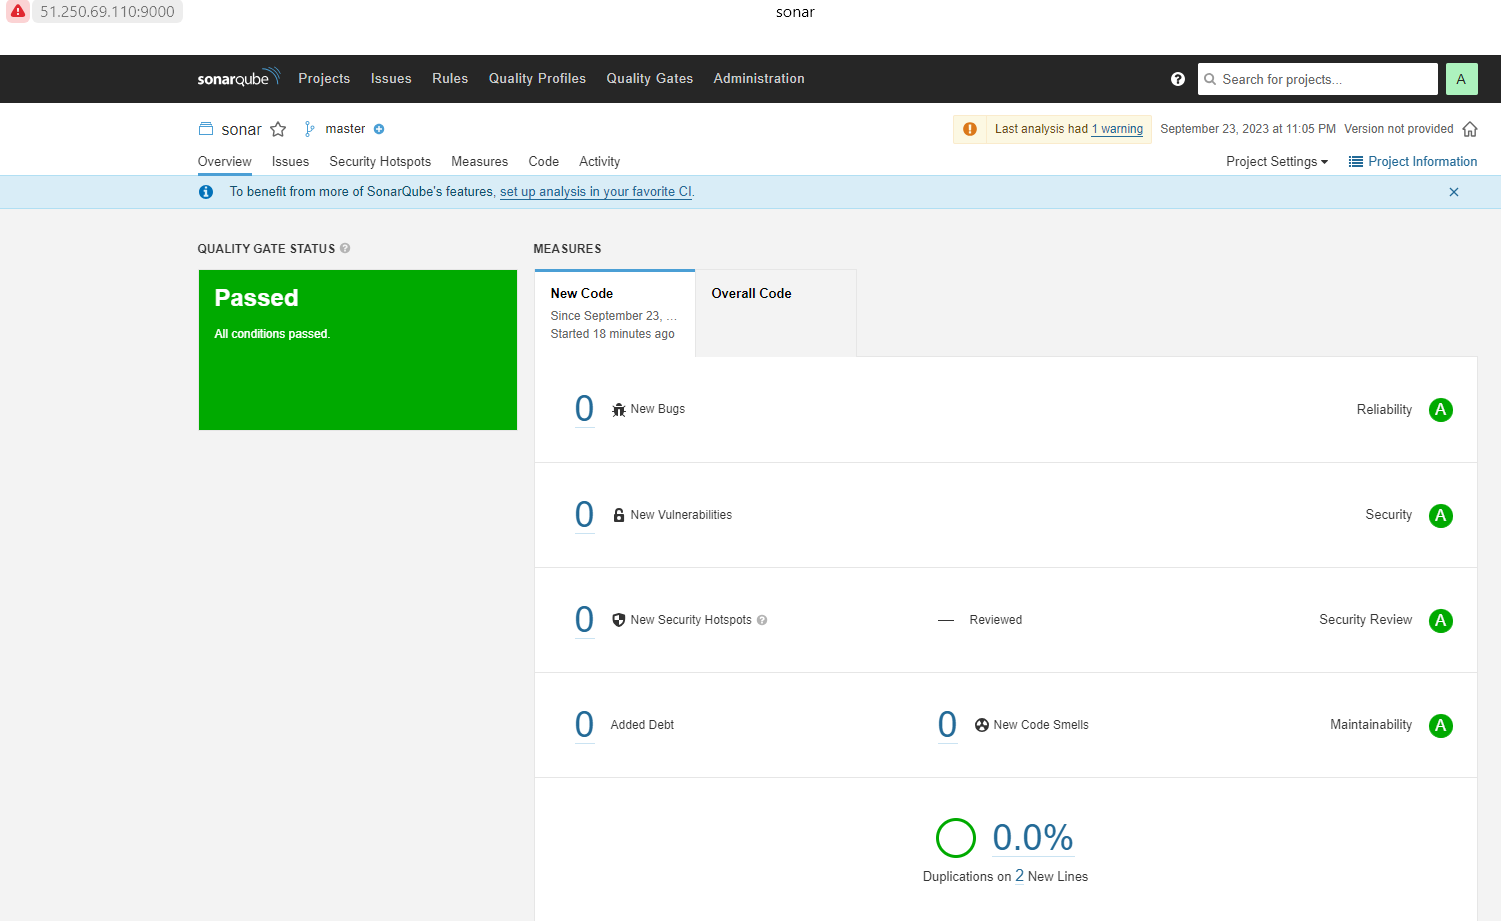 51.250.69.110:9000
sonar
sonarqube Projects Issues Rules Quality Profiles Quality Gates Administration Search for projects... A
sonar master Last analysis had 1 warning September 23, 2023 at 11:05 PM Version not provided
Overview Issues Security Hotspots Measures Code Activity Project Settings Project Information
To benefit from more of SonarQube's features, set up analysis in your favorite CI.
QUALITY GATE STATUS
Passed
All conditions passed.
MEASURES
New Code
Since September 23, ...
Started 18 minutes ago
Overall Code
0 New Bugs Reliability A
0 New Vulnerabilities Security A
0 New Security Hotspots — Reviewed Security Review A
0 Added Debt 0 New Code Smells Maintainability A
0.0%
Duplications on 2 New Lines